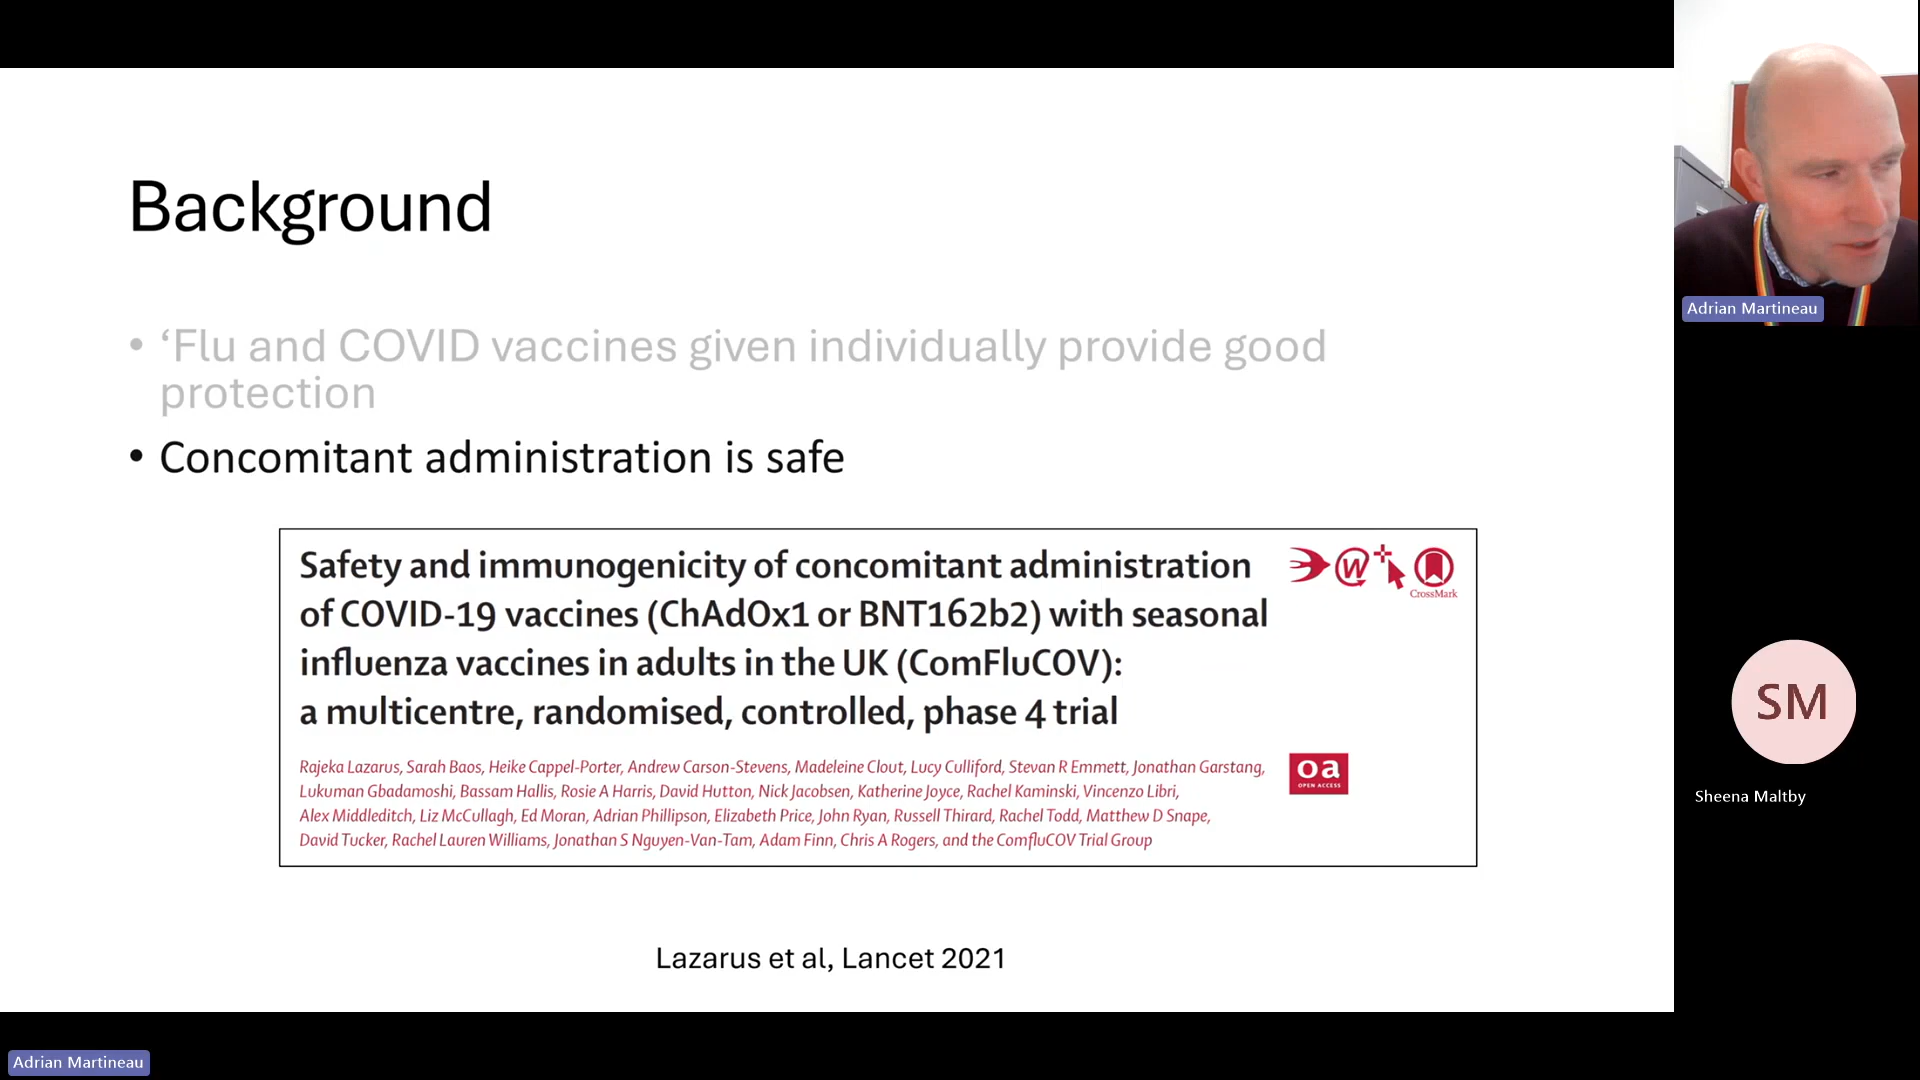 Background
• ‘Flu and COVID vaccines given individually provide good
protection
• Concomitant administration is safe
Safety and immunogenicity of concomitant administration
of COVID-19 vaccines (ChAdOx1 or BNT162b2) with seasonal
influenza vaccines in adults in the UK (ComFluCOV):
a multicentre, randomised, controlled, phase 4 trial
W
CrossMark
Rajeka Lazarus, Sarah Baos, Heike Cappel-Porter, Andrew Carson-Stevens, Madeleine Clout, Lucy Culliford, Stevan R Emmett, Jonathan Garstang,
Lukuman Gbadamoshi, Bassam Hallis, Rosie A Harris, David Hutton, Nick Jacobsen, Katherine Joyce, Rachel Kaminski, Vincenzo Libri,
Alex Middleditch, Liz McCullagh, Ed Moran, Adrian Phillipson, Elizabeth Price, John Ryan, Russell Thirard, Rachel Todd, Matthew D Snape,
David Tucker, Rachel Lauren Williams, Jonathan S Nguyen-Van-Tam, Adam Finn, Chris A Rogers, and the ComfluCOV Trial Group
oa
OPEN ACCESS
Lazarus et al, Lancet 2021
Adrian Martineau
SM
Sheena Maltby
Adrian Martineau